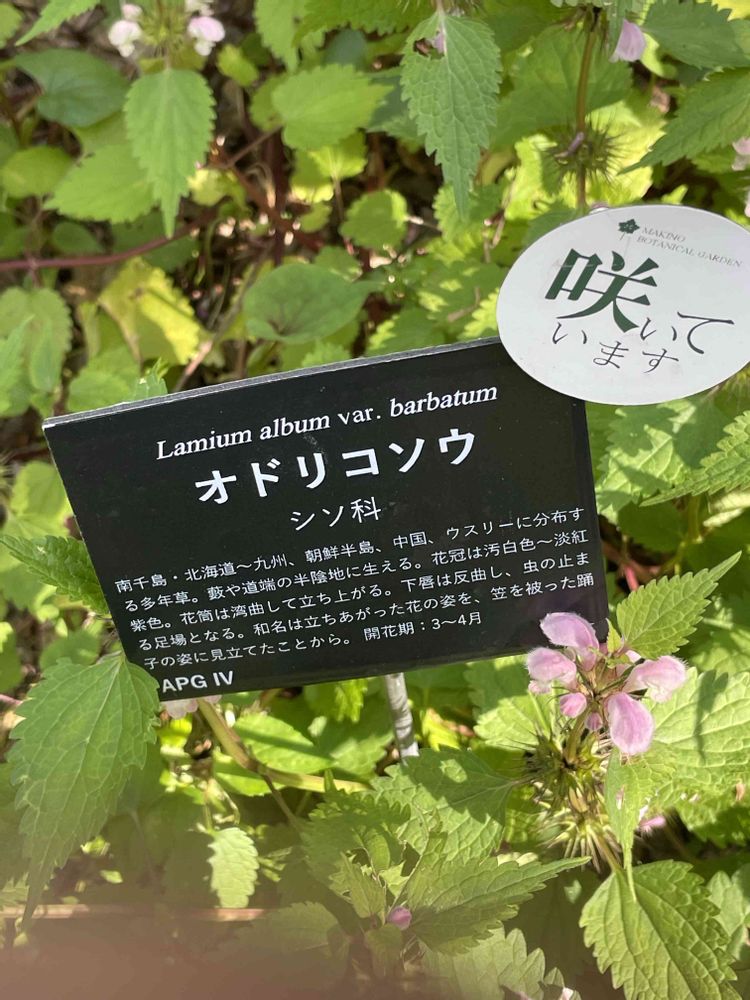 MAKINO
BOTANICAL GARDEN
咲いて
います
Lamium album var. barbatum
オドリコソウ
シソ科
南千島・北海道～九州、朝鮮半島、中国、ウスリーに分布す
る多年草。藪や道端の半陰地に生える。花冠は汚白色～淡紅
紫色。花筒は湾曲して立ち上がる。下唇は反曲し、虫の止ま
る足場となる。和名は立ちあがった花の姿を、笠を被った踊
子の姿に見立てたことから。開花期：3～4月
APG IV